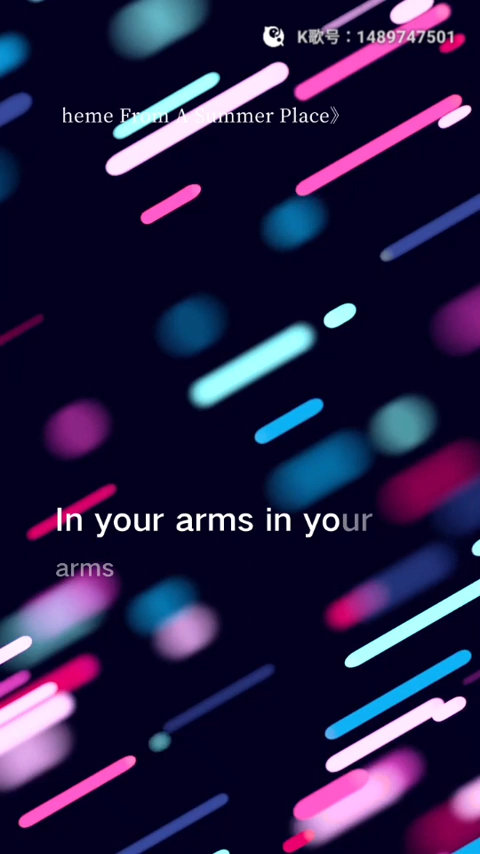 K歌号：1489747501
heme From A Summer Place》
In your arms in your
arms